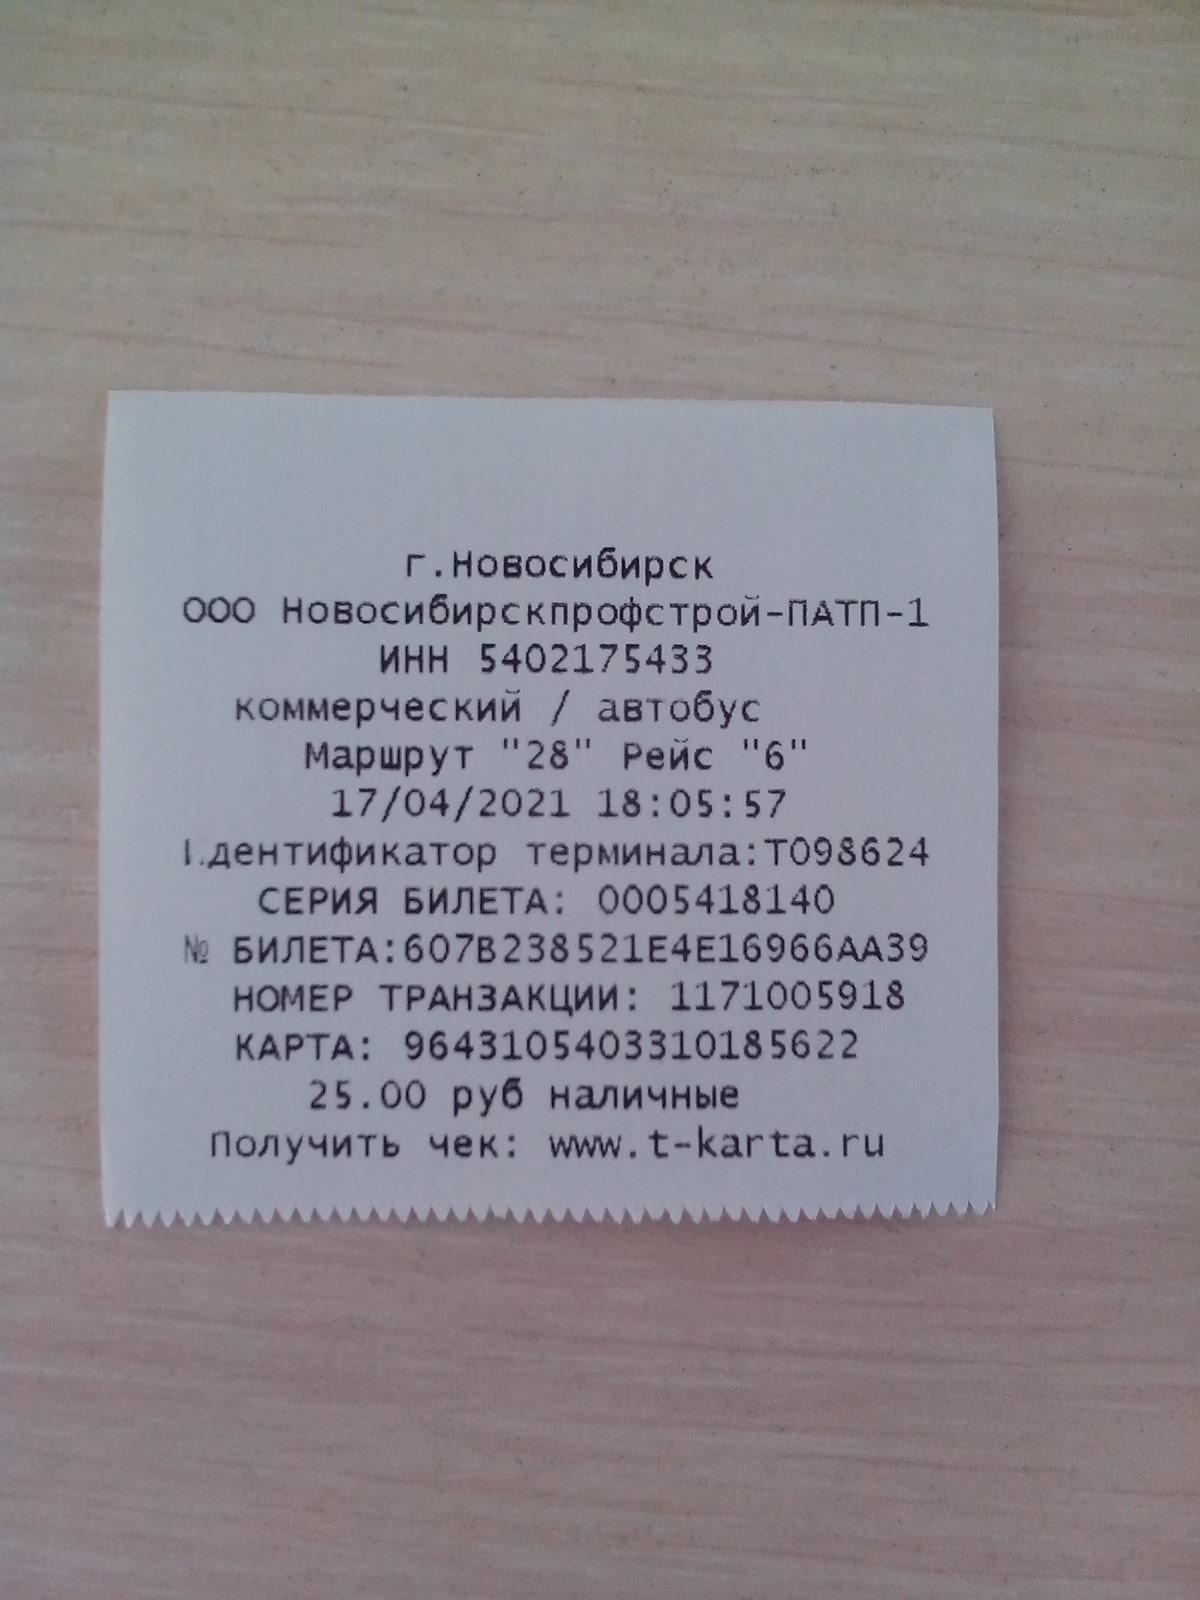 г.Новосибирск
ООО Новосибирскпрофстрой-ПАТП-1
ИНН 5402175433
коммерческий / автобус
Маршрут "28" Рейс "6"
17/04/2021 18:05:57
Идентификатор терминала:Т098624
СЕРИЯ БИЛЕТА: 0005418140
№ БИЛЕТА:607B238521E4E16966AA39
НОМЕР ТРАНЗАКЦИИ: 1171005918
КАРТА: 9643105403310185622
25.00 руб наличные
Получить чек: www.t-karta.ru